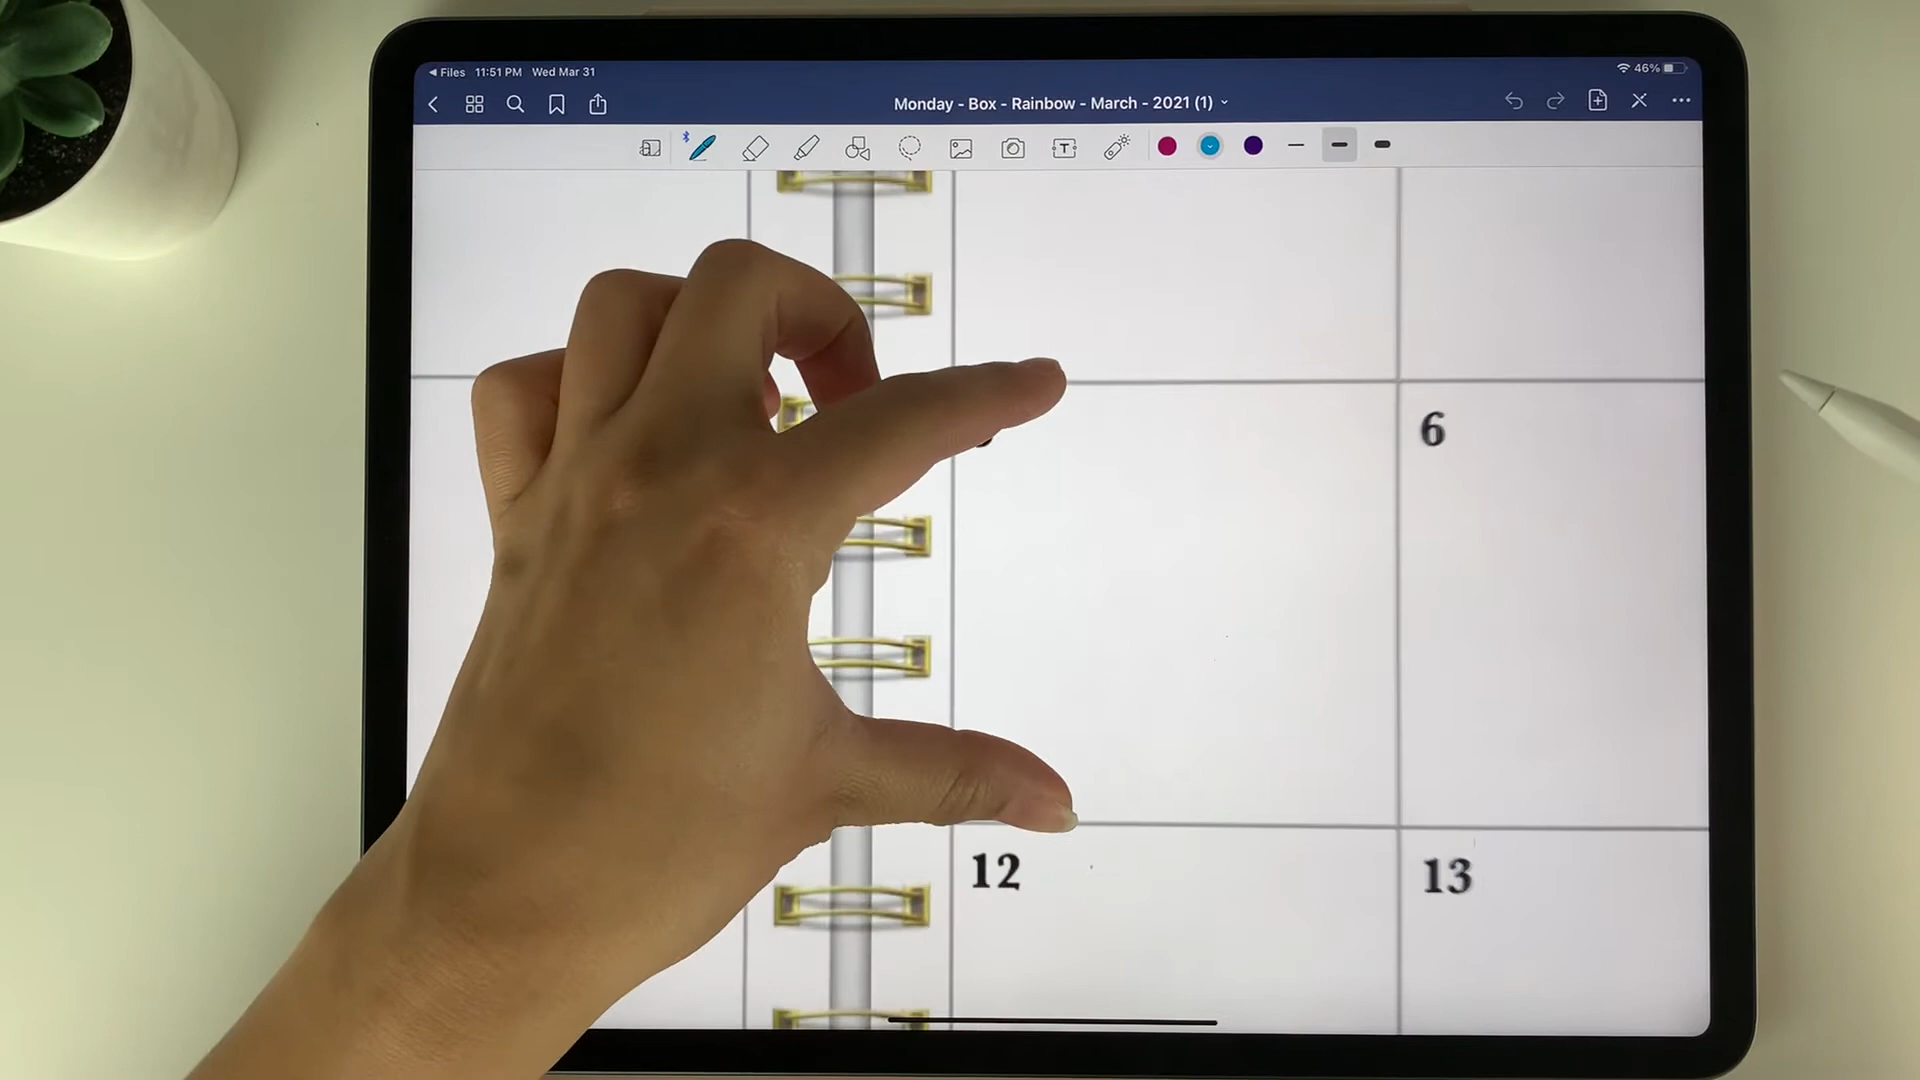 Files 11:51 PM Wed Mar 31
46%
Monday - Box - Rainbow - March - 2021 (1)
T
6
12
13